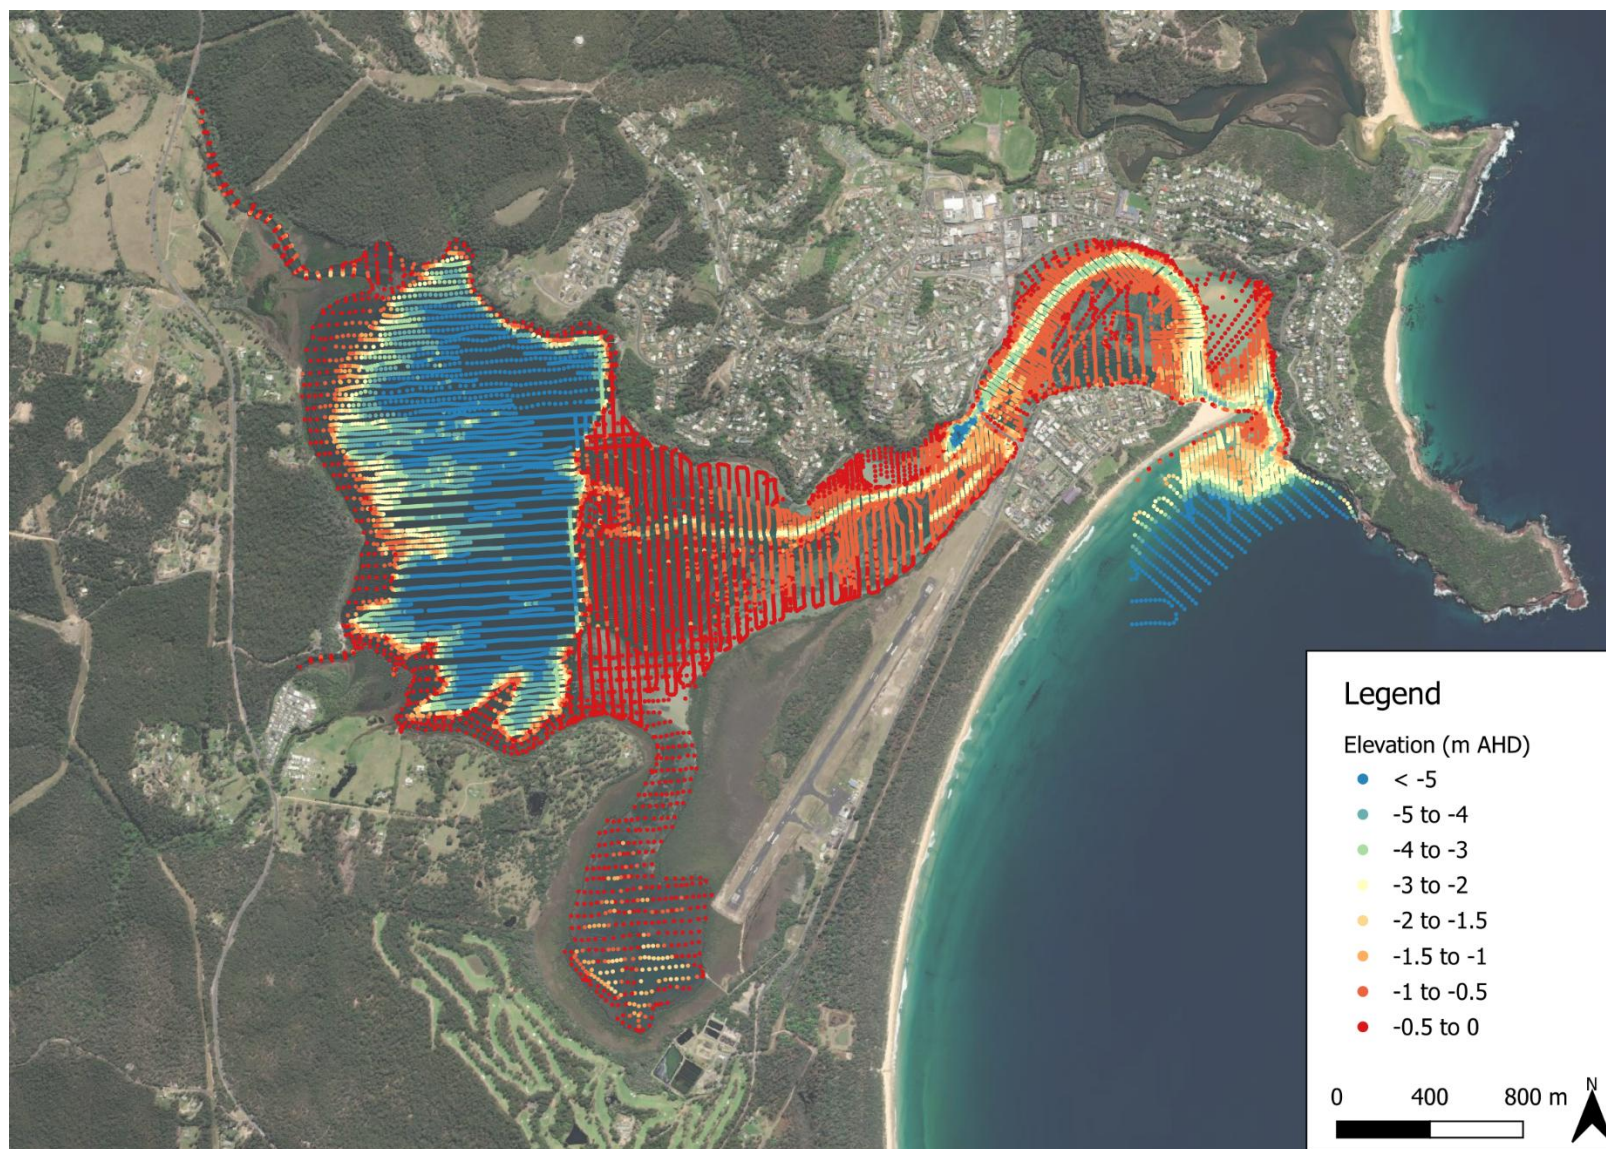 Legend
Elevation (m AHD)
< -5
-5 to -4
-4 to -3
-3 to -2
-2 to -1.5
-1.5 to -1
-1 to -0.5
-0.5 to 0
0 400 800 m
N